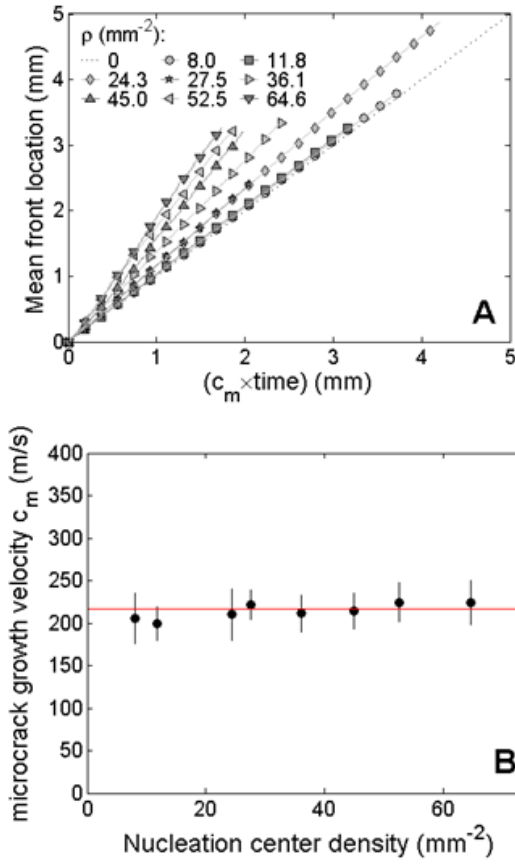 5
4
3
2
1
0
Mean front location (mm)
ρ (mm-2):
0 8.0 11.8
24.3 27.5 36.1
45.0 52.5 64.6
A
0 1 2 3 4 5
(cm×time) (mm)
400
350
300
250
200
150
100
50
0
microcrack growth velocity cm (m/s)
B
0 20 40 60
Nucleation center density (mm-2)